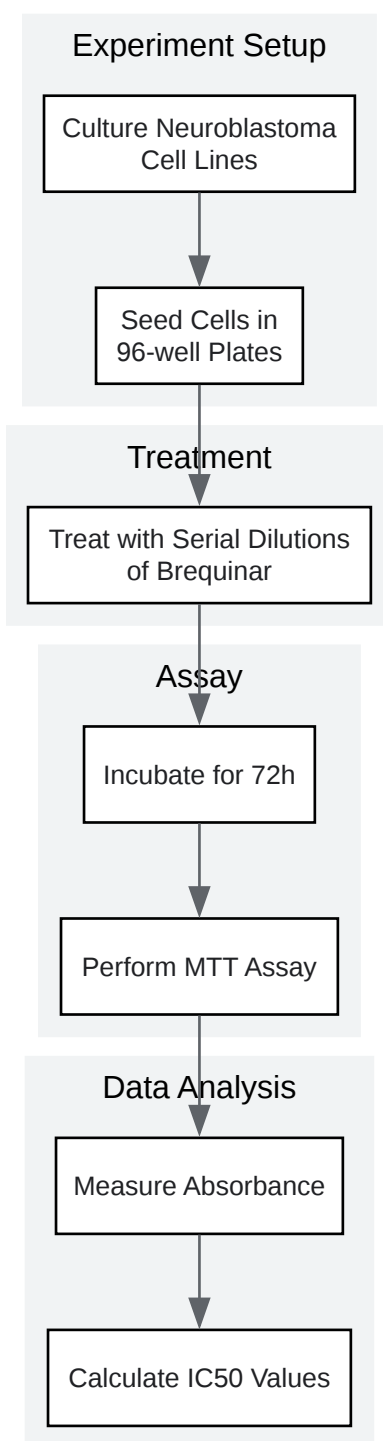 Experiment Setup
Culture Neuroblastoma
Cell Lines
Seed Cells in
96-well Plates
Treatment
Treat with Serial Dilutions
of Brequinar
Assay
Incubate for 72h
Perform MTT Assay
Data Analysis
Measure Absorbance
Calculate IC50 Values